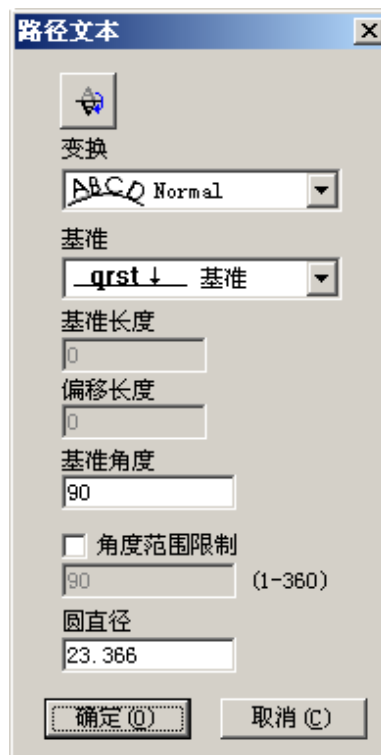 路径文本
变换
ABCD Normal
基准
qrst↓ 基准
基准长度
0
偏移长度
0
基准角度
90
角度范围限制
90 (1-360)
圆直径
23.366
确定(O) 取消(C)